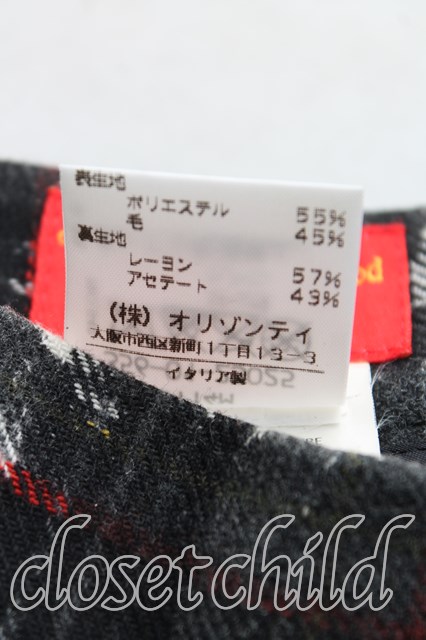 表生地
ポリエステル 55%
毛 45%
裏生地
レーヨン 57%
アセテート 43%
(株) オリゾンティ
大阪市西区新町1丁目13-3
イタリア製
closet child